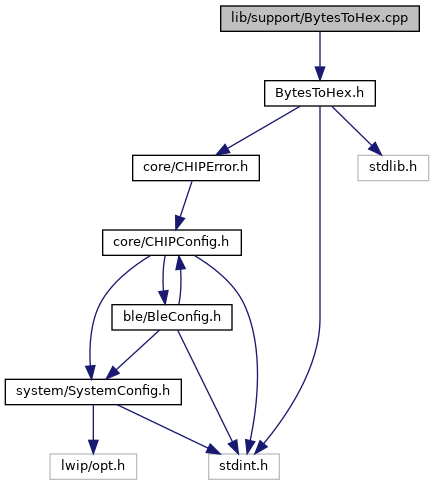 lib/support/BytesToHex.cpp
BytesToHex.h
core/CHIPError.h
stdlib.h
core/CHIPConfig.h
ble/BleConfig.h
system/SystemConfig.h
lwip/opt.h
stdint.h